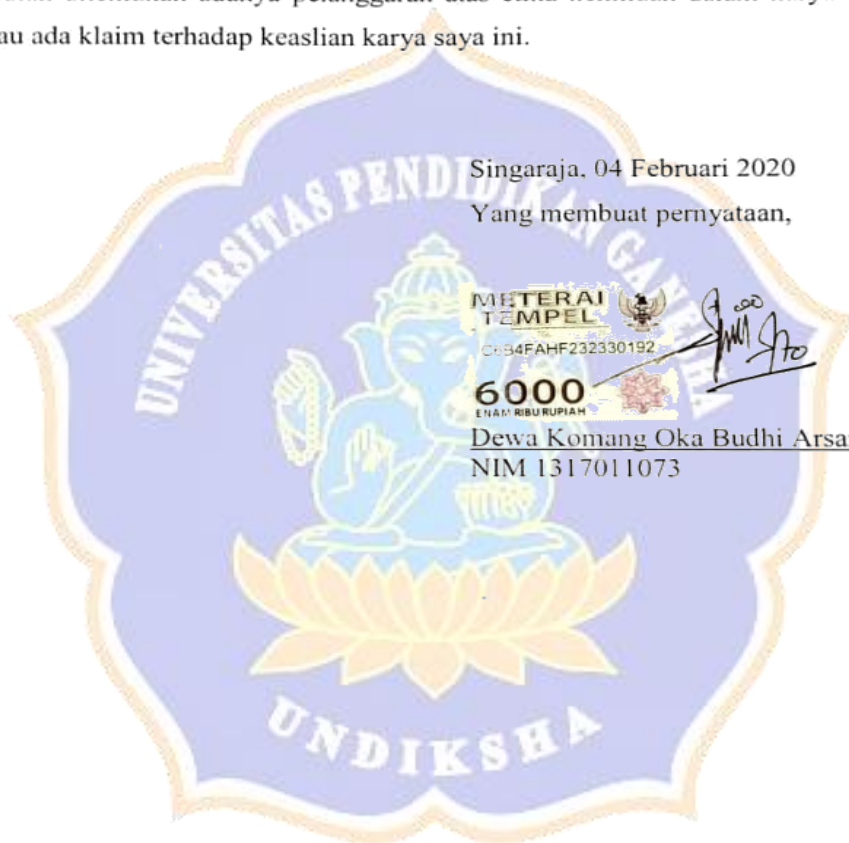 au ada klaim terhadap keaslian karya saya ini.
Singaraja, 04 Februari 2020
Yang membuat pernyataan,
UNIVERSITAS PENDIDIKAN GANESHA
METERAI
TEMPEL
6000
ENAM RIBU RUPIAH
Dewa Komang Oka Budhi Arsa
NIM 1317011073
UNDIKSHA